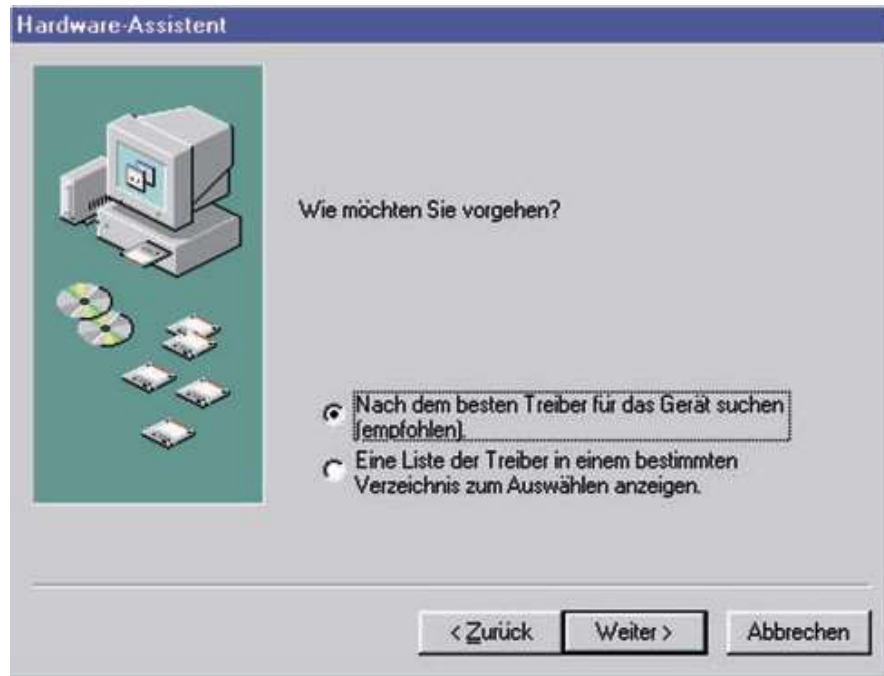 Hardware-Assistent
Wie möchten Sie vorgehen?
Nach dem besten Treiber für das Gerät suchen
(empfohlen).
Eine Liste der Treiber in einem bestimmten
Verzeichnis zum Auswählen anzeigen.
< Zurück
Weiter >
Abbrechen